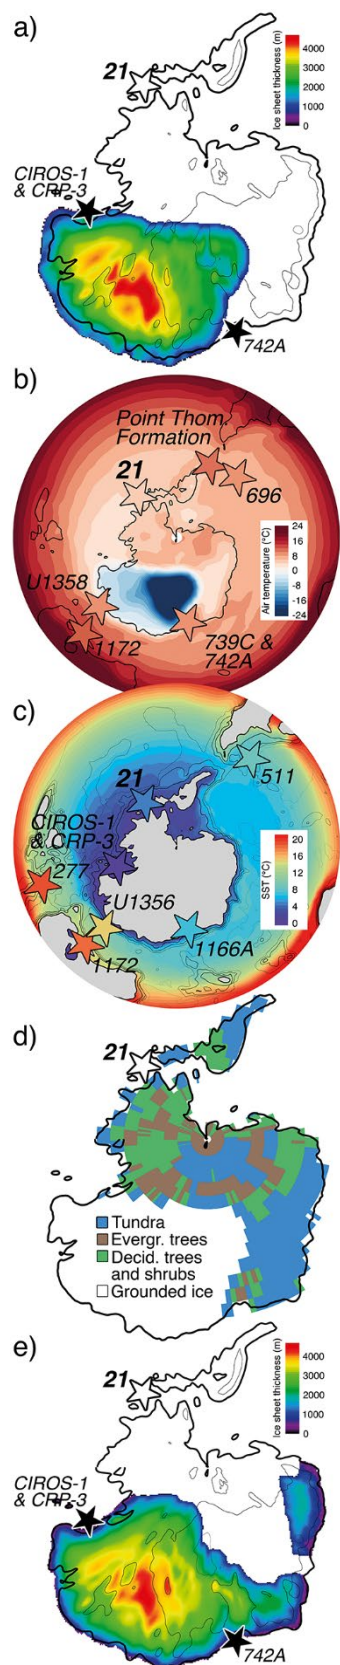 a)
21
Ice sheet thickness (m)
4000
3000
2000
1000
0
CIROS-1
& CRP-3
742A
b)
Point Thom.
Formation
21
696
U1358
1172
739C &
742A
Air temperature (°C)
24
16
8
0
-8
-16
-24
c)
21
511
CIROS-1
& CRP-3
277
U1356
1172
1166A
SST (°C)
20
16
12
8
4
0
d)
21
Tundra
Evergr. trees
Decid. trees
and shrubs
Grounded ice
e)
21
Ice sheet thickness (m)
4000
3000
2000
1000
0
CIROS-1
& CRP-3
742A